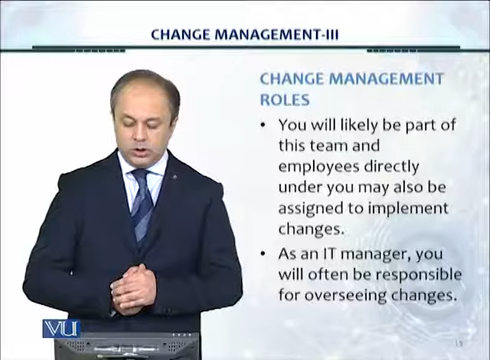 CHANGE MANAGEMENT-III
CHANGE MANAGEMENT
ROLES
• You will likely be part of
this team and
employees directly
under you may also be
assigned to implement
changes.
• As an IT manager, you
will often be responsible
for overseeing changes.
VU